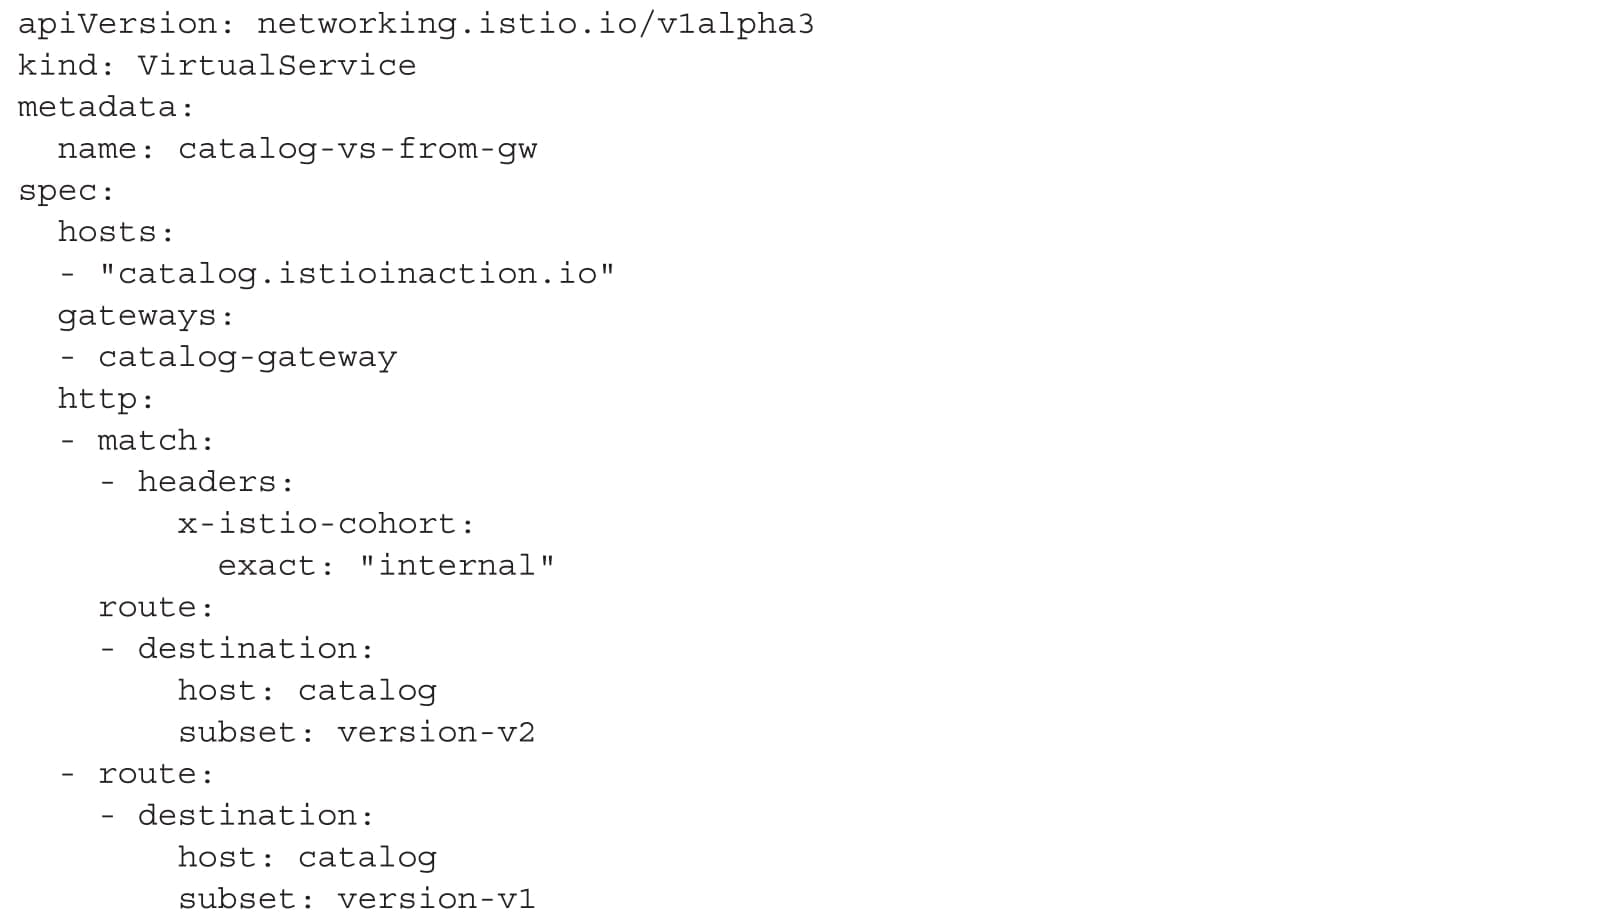 apiVersion: networking.istio.io/v1alpha3
kind: VirtualService
metadata:
  name: catalog-vs-from-gw
spec:
  hosts:
  - "catalog.istioinaction.io"
  gateways:
  - catalog-gateway
  http:
  - match:
    - headers:
        x-istio-cohort:
          exact: "internal"
    route:
    - destination:
        host: catalog
        subset: version-v2
  - route:
    - destination:
        host: catalog
        subset: version-v1